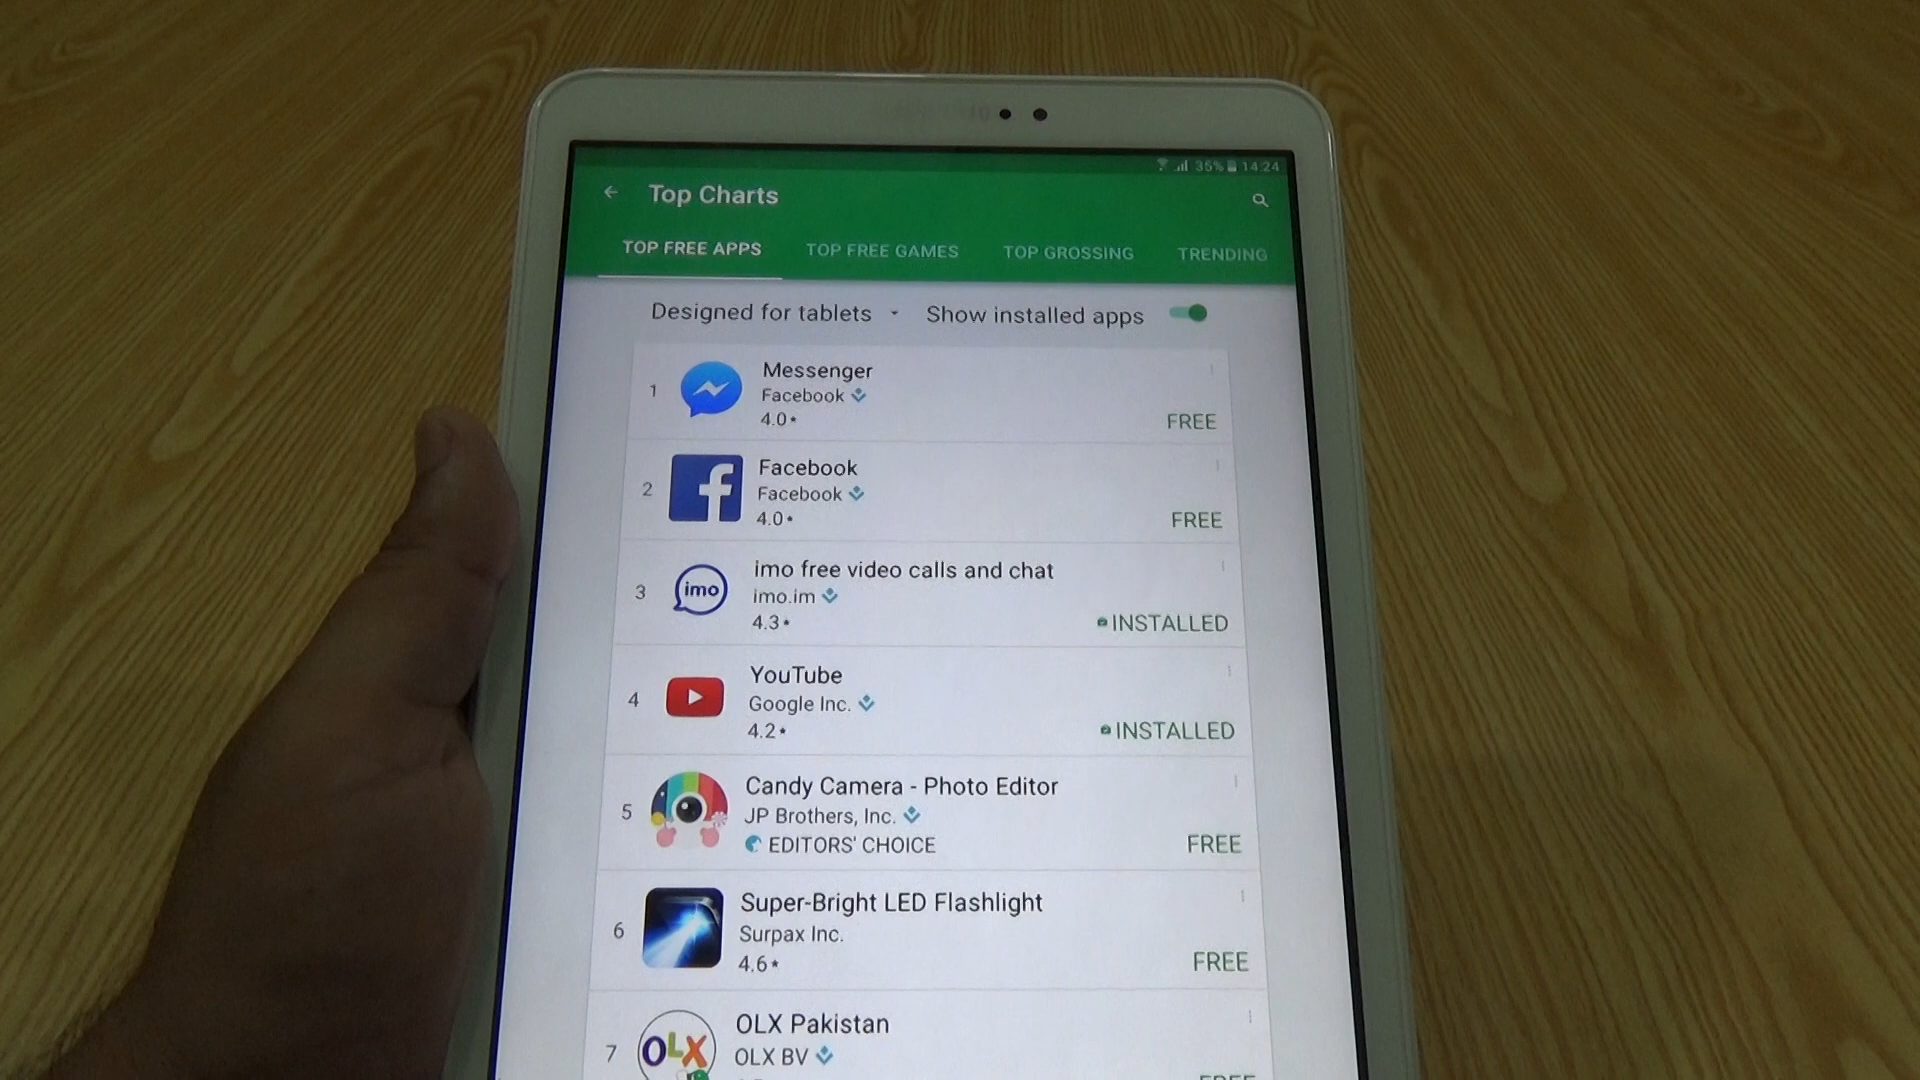 35% 14:24
Top Charts
TOP FREE APPS TOP FREE GAMES TOP GROSSING TRENDING
Designed for tablets Show installed apps
1 Messenger
Facebook
4.0
FREE
2 Facebook
Facebook
4.0
FREE
3 imo imo free video calls and chat
imo.im
4.3
INSTALLED
4 YouTube
Google Inc.
4.2
INSTALLED
5 Candy Camera - Photo Editor
JP Brothers, Inc.
EDITORS' CHOICE
FREE
6 Super-Bright LED Flashlight
Surpax Inc.
4.6
FREE
7 OLX OLX Pakistan
OLX BV
FREE